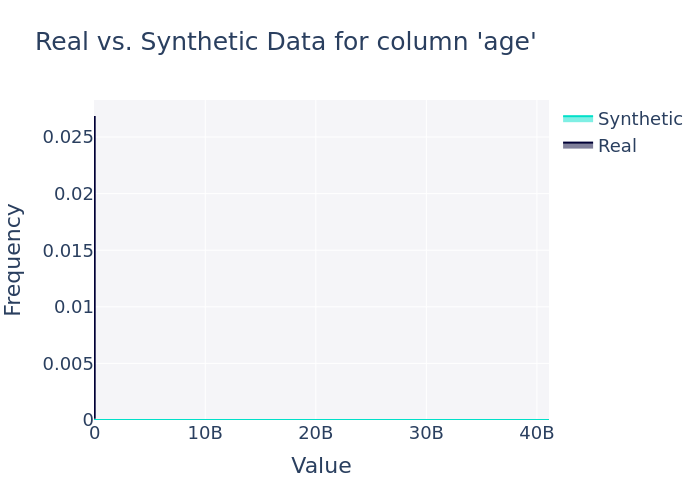 Real vs. Synthetic Data for column 'age'
Synthetic
Real
Frequency
0.025
0.02
0.015
0.01
0.005
0
0
10B
20B
30B
40B
Value